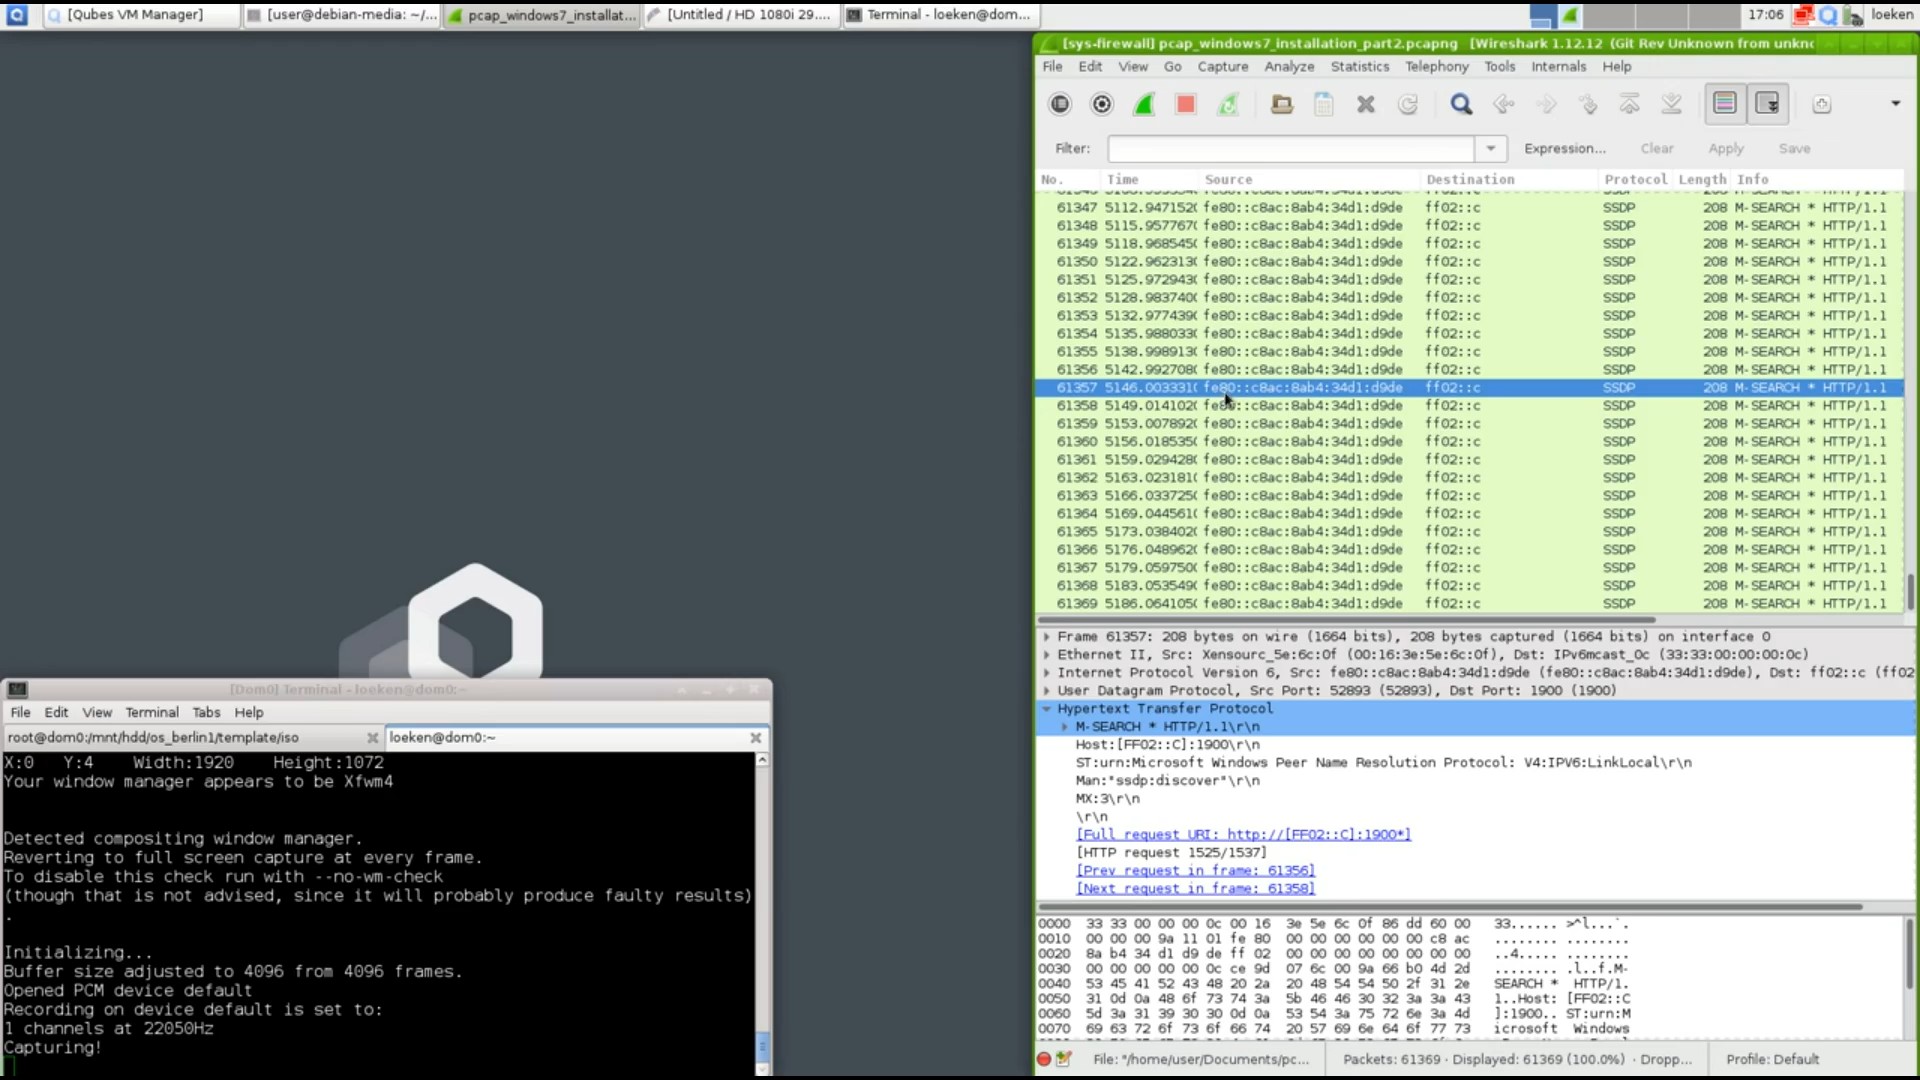 [Qubes VM Manager]
[user@debian-media: ~/...
pcap_windows7_installat...
[Untitled / HD 1080i 29....
Terminal - loeken@dom...
17:06
loeken
[sys-firewall] pcap_windows7_installation_part2.pcapng [Wireshark 1.12.12 (Git Rev Unknown from unkn
File Edit View Go Capture Analyze Statistics Telephony Tools Internals Help
Filter: Expression... Clear Apply Save
No. Time Source Destination Protocol Length Info
61347 5112.947152( fe80::c8ac:8ab4:34d1:d9de ff02::c SSDP 208 M-SEARCH * HTTP/1.1
61348 5115.957767( fe80::c8ac:8ab4:34d1:d9de ff02::c SSDP 208 M-SEARCH * HTTP/1.1
61349 5118.968545( fe80::c8ac:8ab4:34d1:d9de ff02::c SSDP 208 M-SEARCH * HTTP/1.1
61350 5122.962313( fe80::c8ac:8ab4:34d1:d9de ff02::c SSDP 208 M-SEARCH * HTTP/1.1
61351 5125.972943( fe80::c8ac:8ab4:34d1:d9de ff02::c SSDP 208 M-SEARCH * HTTP/1.1
61352 5128.983740( fe80::c8ac:8ab4:34d1:d9de ff02::c SSDP 208 M-SEARCH * HTTP/1.1
61353 5132.977439( fe80::c8ac:8ab4:34d1:d9de ff02::c SSDP 208 M-SEARCH * HTTP/1.1
61354 5135.988033( fe80::c8ac:8ab4:34d1:d9de ff02::c SSDP 208 M-SEARCH * HTTP/1.1
61355 5138.998913( fe80::c8ac:8ab4:34d1:d9de ff02::c SSDP 208 M-SEARCH * HTTP/1.1
61356 5142.992708( fe80::c8ac:8ab4:34d1:d9de ff02::c SSDP 208 M-SEARCH * HTTP/1.1
61357 5146.003331( fe80::c8ac:8ab4:34d1:d9de ff02::c SSDP 208 M-SEARCH * HTTP/1.1
61358 5149.014102( fe80::c8ac:8ab4:34d1:d9de ff02::c SSDP 208 M-SEARCH * HTTP/1.1
61359 5153.007892( fe80::c8ac:8ab4:34d1:d9de ff02::c SSDP 208 M-SEARCH * HTTP/1.1
61360 5156.018535( fe80::c8ac:8ab4:34d1:d9de ff02::c SSDP 208 M-SEARCH * HTTP/1.1
61361 5159.029428( fe80::c8ac:8ab4:34d1:d9de ff02::c SSDP 208 M-SEARCH * HTTP/1.1
61362 5163.023181( fe80::c8ac:8ab4:34d1:d9de ff02::c SSDP 208 M-SEARCH * HTTP/1.1
61363 5166.033725( fe80::c8ac:8ab4:34d1:d9de ff02::c SSDP 208 M-SEARCH * HTTP/1.1
61364 5169.044561( fe80::c8ac:8ab4:34d1:d9de ff02::c SSDP 208 M-SEARCH * HTTP/1.1
61365 5173.038402( fe80::c8ac:8ab4:34d1:d9de ff02::c SSDP 208 M-SEARCH * HTTP/1.1
61366 5176.048962( fe80::c8ac:8ab4:34d1:d9de ff02::c SSDP 208 M-SEARCH * HTTP/1.1
61367 5179.059750( fe80::c8ac:8ab4:34d1:d9de ff02::c SSDP 208 M-SEARCH * HTTP/1.1
61368 5183.053549( fe80::c8ac:8ab4:34d1:d9de ff02::c SSDP 208 M-SEARCH * HTTP/1.1
61369 5186.064105( fe80::c8ac:8ab4:34d1:d9de ff02::c SSDP 208 M-SEARCH * HTTP/1.1
Frame 61357: 208 bytes on wire (1664 bits), 208 bytes captured (1664 bits) on interface 0
Ethernet II, Src: Xensourc_5e:6c:0f (00:16:3e:5e:6c:0f), Dst: IPv6mcast_0c (33:33:00:00:00:0c)
Internet Protocol Version 6, Src: fe80::c8ac:8ab4:34d1:d9de (fe80::c8ac:8ab4:34d1:d9de), Dst: ff02::c (ff02
User Datagram Protocol, Src Port: 52893 (52893), Dst Port: 1900 (1900)
Hypertext Transfer Protocol
M-SEARCH * HTTP/1.1\r\n
Host:[FF02::C]:1900\r\n
ST:urn:Microsoft Windows Peer Name Resolution Protocol: V4:IPV6:LinkLocal\r\n
Man:"ssdp:discover"\r\n
MX:3\r\n
\r\n
[Full request URI: http://[FF02::C]:1900*]
[HTTP request 1525/1537]
[Prev request in frame: 61356]
[Next request in frame: 61358]
0000 33 33 00 00 00 0c 00 16 3e 5e 6c 0f 86 dd 60 00 33...... >^l...`.
0010 00 00 00 9a 11 01 fe 80 00 00 00 00 00 00 c8 ac ........ ........
0020 8a b4 34 d1 d9 de ff 02 00 00 00 00 00 00 00 00 ..4..... ........
0030 00 00 00 00 00 0c ce 9d 07 6c 00 9a 66 b0 4d 2d ........ .l..f.M-
0040 53 45 41 52 43 48 20 2a 20 48 54 54 50 2f 31 2e SEARCH * HTTP/1.
0050 31 0d 0a 48 6f 73 74 3a 5b 46 46 30 32 3a 3a 43 1..Host: [FF02::C
0060 5d 3a 31 39 30 30 0d 0a 53 54 3a 75 72 6e 3a 4d ]:1900.. ST:urn:M
0070 69 63 72 6f 73 6f 66 74 20 57 69 6e 64 6f 77 73 icrosoft Windows
File: "/home/user/Documents/pc... Packets: 61369 · Displayed: 61369 (100.0%) · Dropp... Profile: Default
[Dom0] Terminal - loeken@dom0:~
File Edit View Terminal Tabs Help
root@dom0:/mnt/hdd/os_berlin1/template/iso
loeken@dom0:~
X:0 Y:4 Width:1920 Height:1072
Your window manager appears to be Xfwm4
Detected compositing window manager.
Reverting to full screen capture at every frame.
To disable this check run with --no-wm-check
(though that is not advised, since it will probably produce faulty results)
.
Initializing...
Buffer size adjusted to 4096 from 4096 frames.
Opened PCM device default
Recording on device default is set to:
1 channels at 22050Hz
Capturing!